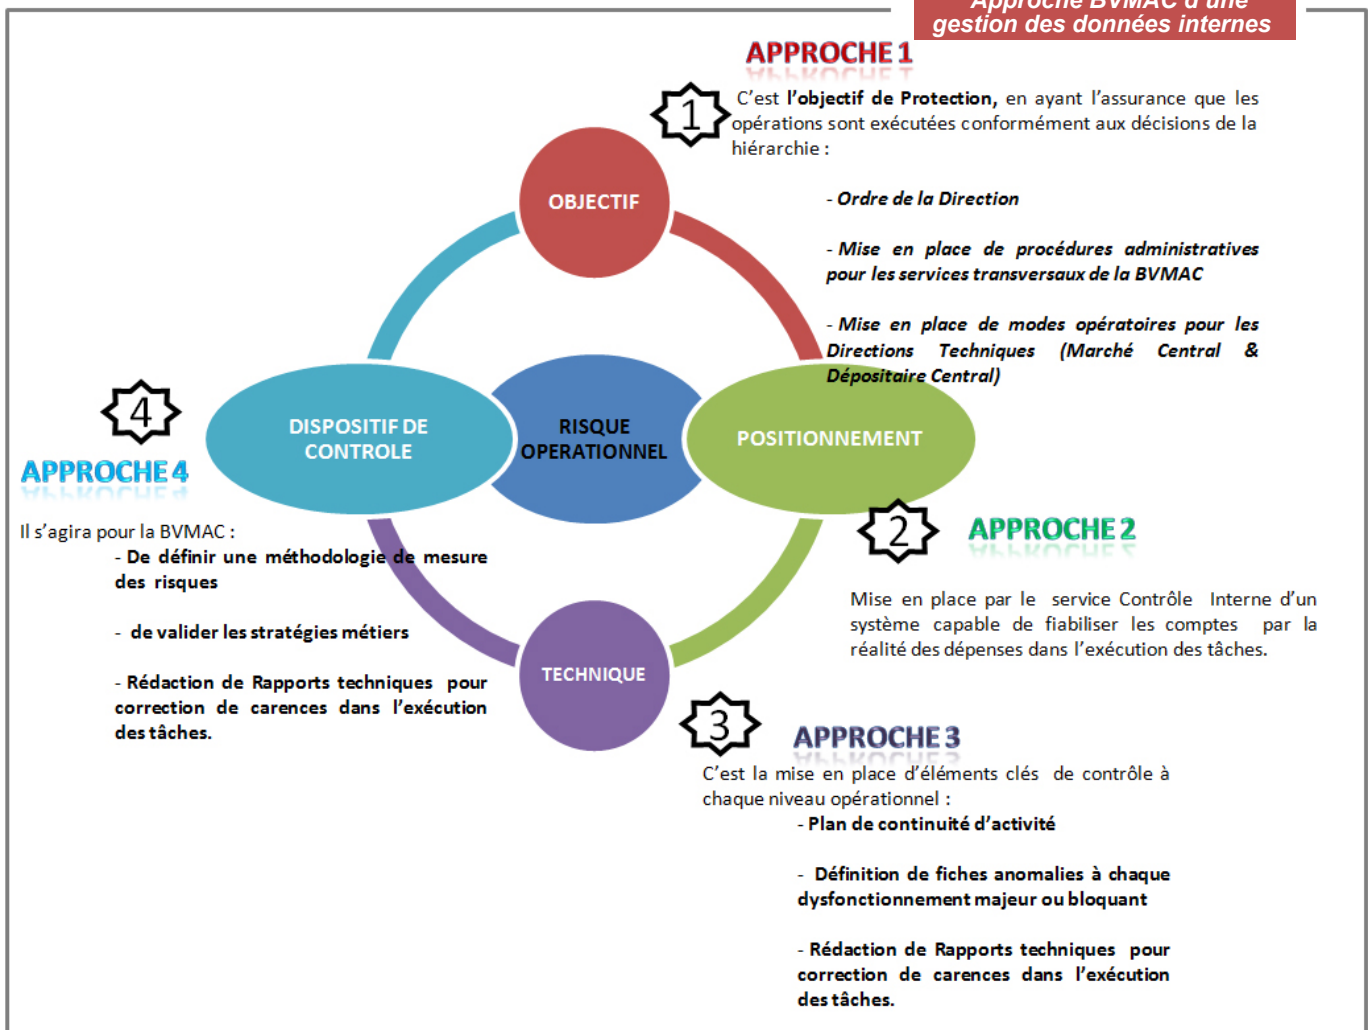 Approche BVMAC d'une
gestion des données internes
APPROCHE 1
1
C'est l'objectif de Protection, en ayant l'assurance que les
opérations sont exécutées conformément aux décisions de la
hiérarchie :
- Ordre de la Direction
- Mise en place de procédures administratives
pour les services transversaux de la BVMAC
- Mise en place de modes opératoires pour les
Directions Techniques (Marché Central &
Dépositaire Central)
OBJECTIF
DISPOSITIF DE
CONTROLE
RISQUE
OPERATIONNEL
POSITIONNEMENT
TECHNIQUE
2
APPROCHE 2
Mise en place par le service Contrôle Interne d'un
système capable de fiabiliser les comptes par la
réalité des dépenses dans l'exécution des tâches.
3
APPROCHE 3
C'est la mise en place d'éléments clés de contrôle à
chaque niveau opérationnel :
- Plan de continuité d'activité
- Définition de fiches anomalies à chaque
dysfonctionnement majeur ou bloquant
- Rédaction de Rapports techniques pour
correction de carences dans l'exécution
des tâches.
4
APPROCHE 4
Il s'agira pour la BVMAC :
- De définir une méthodologie de mesure
des risques
- de valider les stratégies métiers
- Rédaction de Rapports techniques pour
correction de carences dans l'exécution
des tâches.